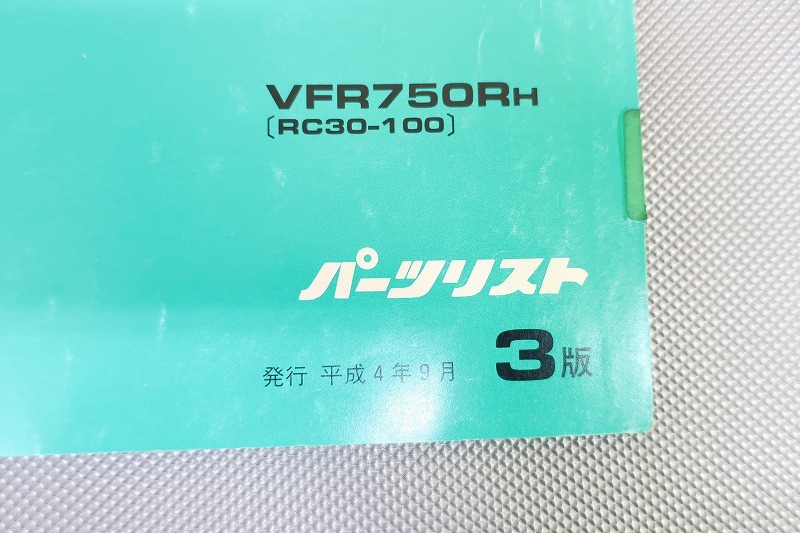 VFR750RH
〔RC30-100〕
パーツリスト
発行 平成4年9月 3版